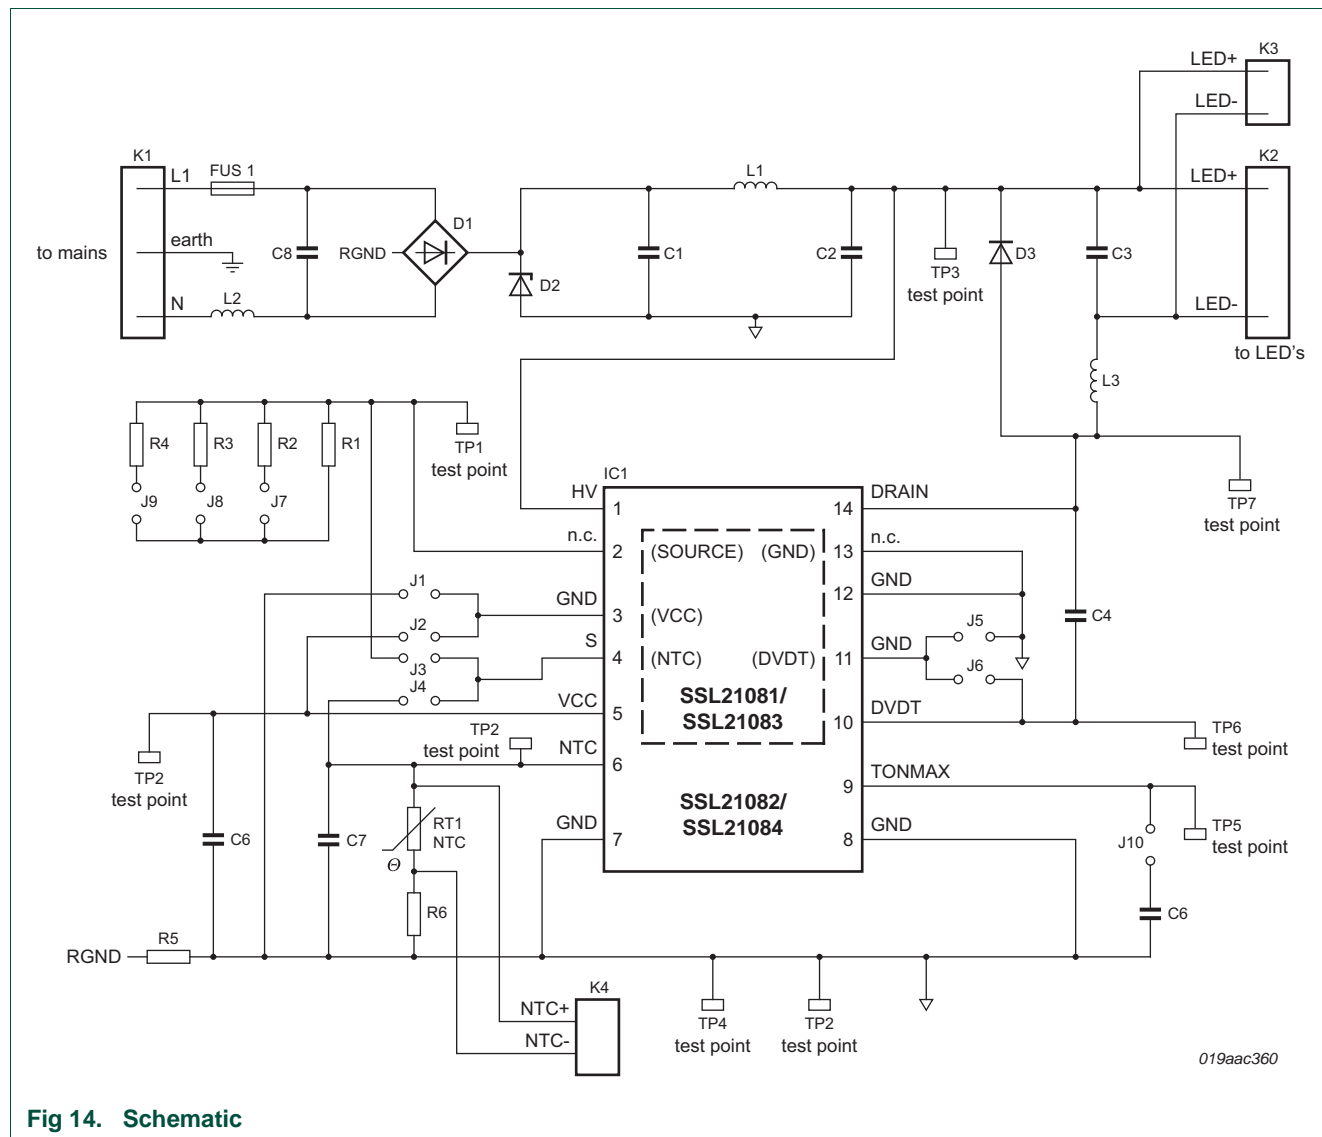 K3
LED+
LED-
K1
L1
FUS 1
earth
to mains
N
L2
C8
RGND
D1
D2
C1
L1
C2
TP3
test point
D3
C3
K2
LED+
LED-
to LED's
L3
R4
R3
R2
R1
J9
J8
J7
TP1
test point
TP7
test point
IC1
HV
1
n.c.
2
(SOURCE)
(GND)
GND
3
(VCC)
S
4
(NTC)
(DVDT)
SSL21081/
SSL21083
VCC
5
NTC
6
SSL21082/
SSL21084
GND
7
DRAIN
14
n.c.
13
GND
12
GND
11
DVDT
10
TONMAX
9
GND
8
J1
J2
J3
J4
J5
J6
C4
TP6
test point
TP2
test point
TP2
test point
C6
C7
RT1
NTC
Θ
R6
J10
TP5
test point
C6
RGND
R5
K4
NTC+
NTC-
TP4
test point
TP2
test point
019aac360
Fig 14. Schematic